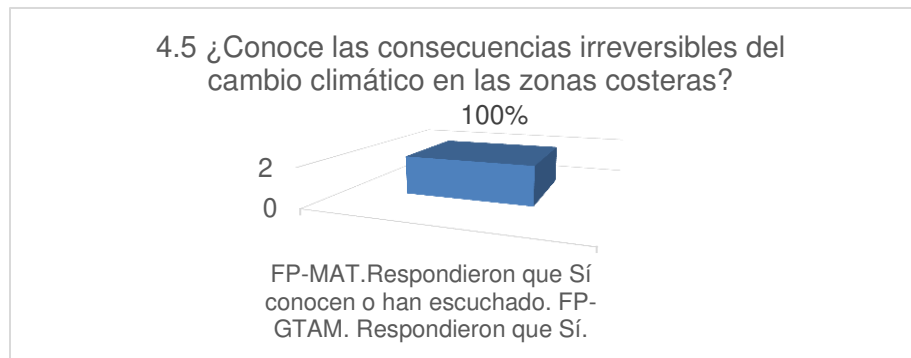 4.5 ¿Conoce las consecuencias irreversibles del
cambio climático en las zonas costeras?
100%
2
0
FP-MAT.Respondieron que Sí
conocen o han escuchado. FP-
GTAM. Respondieron que Sí.